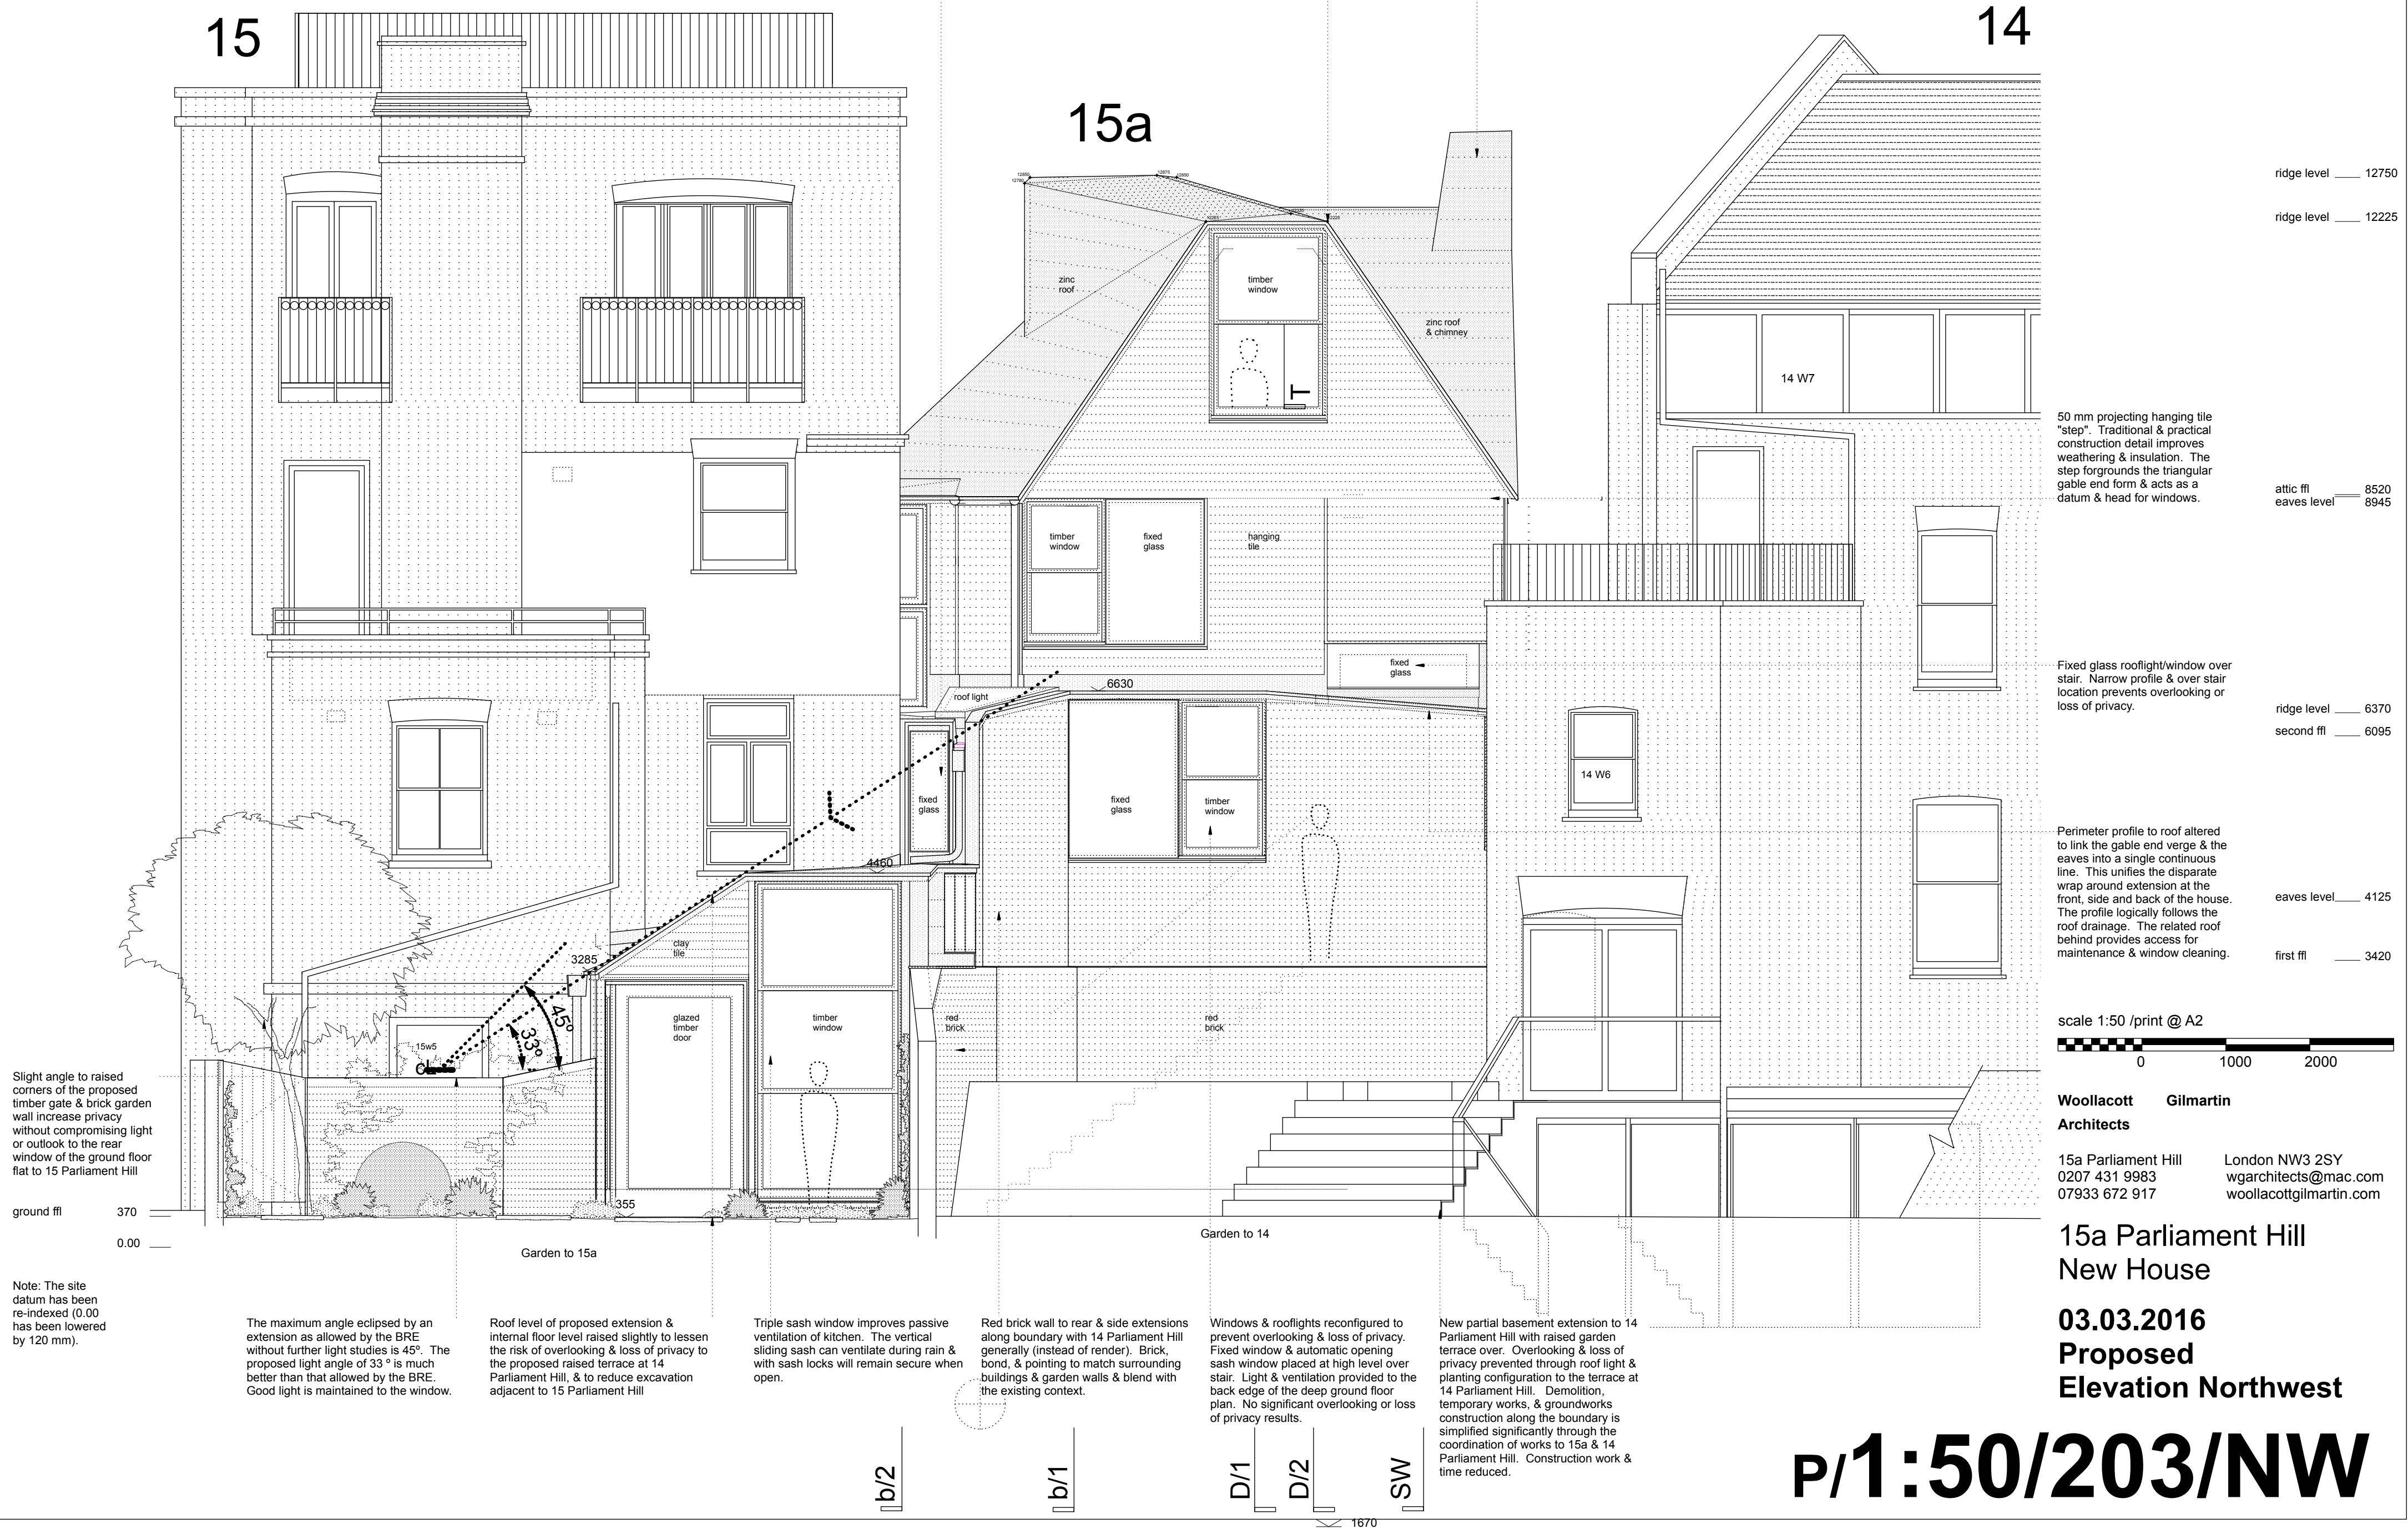 15
14
15a
12850
12780
12875
12850
12225
zinc
roof
timber
window
zinc roof
& chimney
T
14 W7
ridge level 12750
ridge level 12225
50 mm projecting hanging tile
"step". Traditional & practical
construction detail improves
weathering & insulation. The
step forgrounds the triangular
gable end form & acts as a
datum & head for windows.
attic ffl 8520
eaves level 8945
timber
window
fixed
glass
hanging
tile
fixed
glass
Fixed glass rooflight/window over
stair. Narrow profile & over stair
location prevents overlooking or
loss of privacy.
ridge level 6370
second ffl 6095
roof light
6630
14 W6
fixed
glass
fixed
glass
timber
window
4460
Perimeter profile to roof altered
to link the gable end verge & the
eaves into a single continuous
line. This unifies the disparate
wrap around extension at the
front, side and back of the house.
The profile logically follows the
roof drainage. The related roof
behind provides access for
maintenance & window cleaning.
eaves level 4125
first ffl 3420
clay
tile
3285
45º
33º
15w5
glazed
timber
door
timber
window
red
brick
red
brick
scale 1:50 /print @ A2
0 1000 2000
Woollacott Gilmartin
Architects
15a Parliament Hill London NW3 2SY
0207 431 9983 wgarchitects@mac.com
07933 672 917 woollacottgilmartin.com
Slight angle to raised
corners of the proposed
timber gate & brick garden
wall increase privacy
without compromising light
or outlook to the rear
window of the ground floor
flat to 15 Parliament Hill
ground ffl 370
355
0.00
Garden to 15a
Garden to 14
15a Parliament Hill
New House
03.03.2016
Proposed
Elevation Northwest
P/1:50/203/NW
Note: The site
datum has been
re-indexed (0.00
has been lowered
by 120 mm).
The maximum angle eclipsed by an
extension as allowed by the BRE
without further light studies is 45º. The
proposed light angle of 33 º is much
better than that allowed by the BRE.
Good light is maintained to the window.
Roof level of proposed extension &
internal floor level raised slightly to lessen
the risk of overlooking & loss of privacy to
the proposed raised terrace at 14
Parliament Hill, & to reduce excavation
adjacent to 15 Parliament Hill
Triple sash window improves passive
ventilation of kitchen. The vertical
sliding sash can ventilate during rain &
with sash locks will remain secure when
open.
Red brick wall to rear & side extensions
along boundary with 14 Parliament Hill
generally (instead of render). Brick,
bond, & pointing to match surrounding
buildings & garden walls & blend with
the existing context.
Windows & rooflights reconfigured to
prevent overlooking & loss of privacy.
Fixed window & automatic opening
sash window placed at high level over
stair. Light & ventilation provided to the
back edge of the deep ground floor
plan. No significant overlooking or loss
of privacy results.
New partial basement extension to 14
Parliament Hill with raised garden
terrace over. Overlooking & loss of
privacy prevented through roof light &
planting configuration to the terrace at
14 Parliament Hill. Demolition,
temporary works, & groundworks
construction along the boundary is
simplified significantly through the
coordination of works to 15a & 14
Parliament Hill. Construction work &
time reduced.
b/2
b/1
D/1
D/2
SW
1670